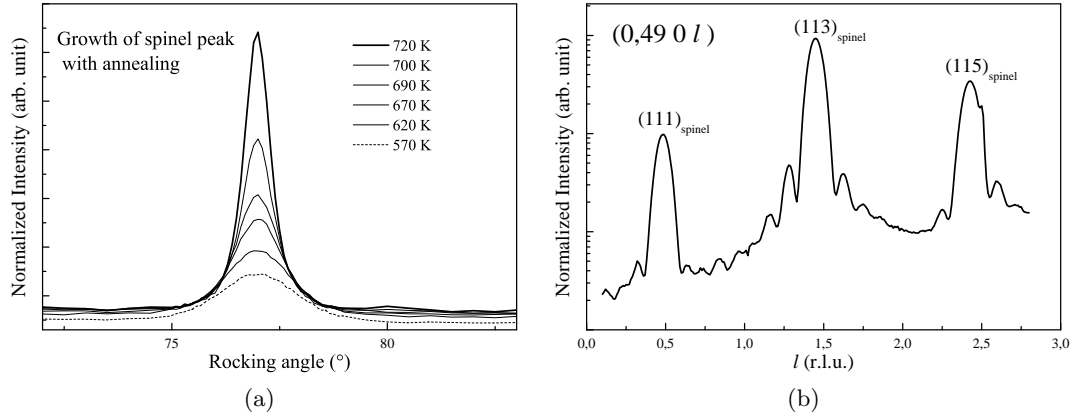 Growth of spinel peak
with annealing
720 K
700 K
690 K
670 K
620 K
570 K
Normalized Intensity (arb. unit)
75
80
Rocking angle (°)
(a)
(0,49 0 l )
(111)spinel
(113)spinel
(115)spinel
Normalized Intensity (arb. unit)
0,0
0,5
1,0
1,5
2,0
2,5
3,0
l (r.l.u.)
(b)